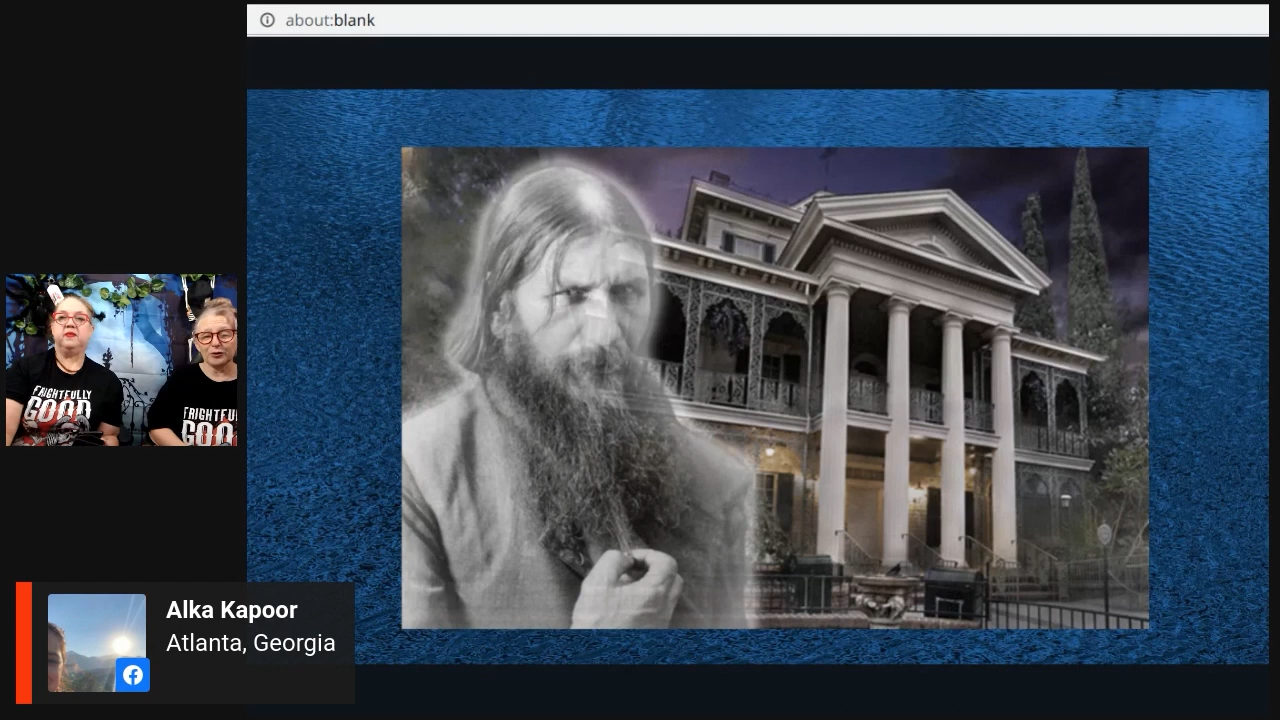 about:blank
FRIGHTFULLY
GOOD
FRIGHTFU
GOO
Alka Kapoor
Atlanta, Georgia